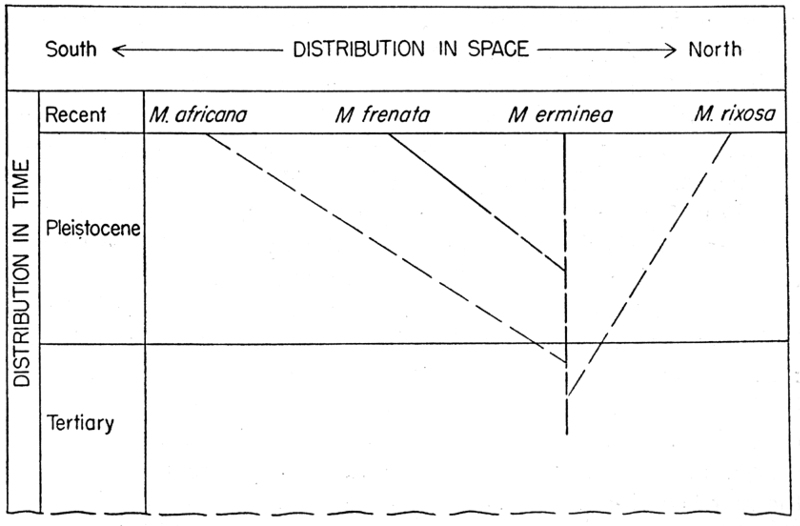 South DISTRIBUTION IN SPACE North
Recent M. africana M frenata M erminea M. rixosa
DISTRIBUTION IN TIME
Pleistocene
Tertiary